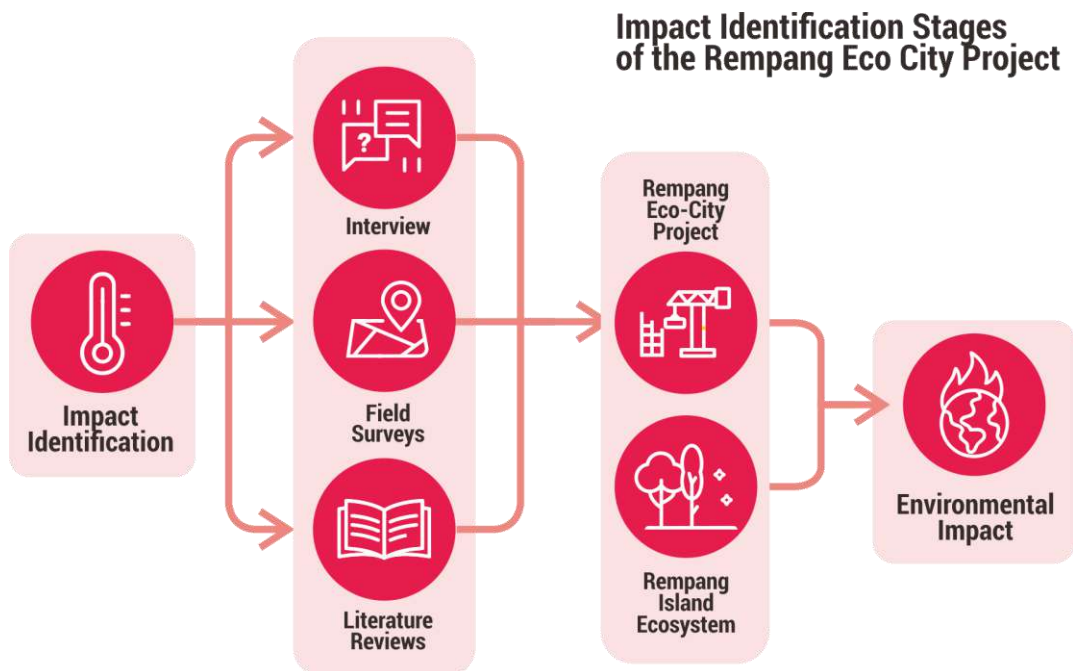 Impact Identification Stages
of the Rempang Eco City Project
Impact
Identification
?
Interview
Field
Surveys
Literature
Reviews
Rempang
Eco-City
Project
Rempang
Island
Ecosystem
Environmental
Impact